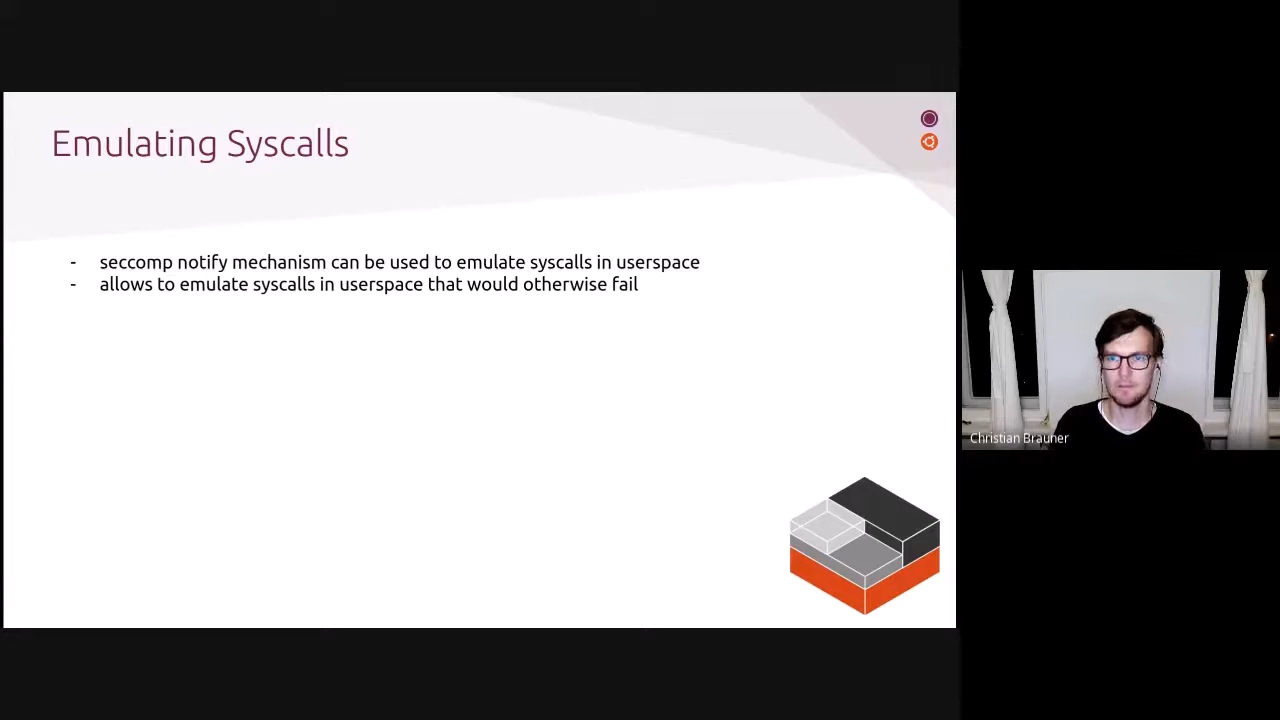 Emulating Syscalls
- seccomp notify mechanism can be used to emulate syscalls in userspace
- allows to emulate syscalls in userspace that would otherwise fail
Christian Brauner